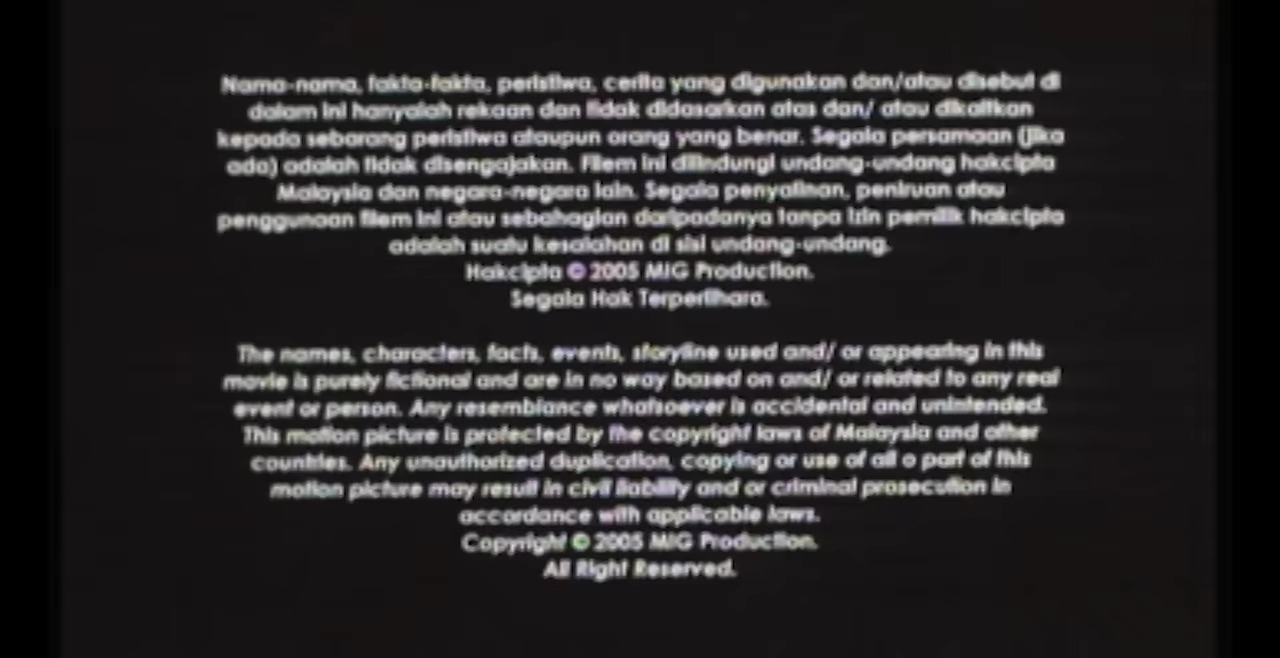 Nama-nama, fakta-fakta, peristiwa, cerita yang digunakan dan/atau disebut di
dalam ini hanyalah rekaan dan tidak didasarkan atas dan/ atau dikaitkan
kepada sebarang peristiwa ataupun orang yang benar. Segala persamaan (jika
ada) adalah tidak disengajakan. Filem ini dilindungi undang-undang hakcipta
Malaysia dan negara-negara lain. Segala penyalinan, peniruan atau
penggunaan filem ini atau sebahagian daripadanya tanpa izin pemilik hakcipta
adalah suatu kesalahan di sisi undang-undang.
Hakcipta © 2005 MIG Production.
Segala Hak Terperlihara.
The names, characters, facts, events, storyline used and/ or appearing in this
movie is purely fictional and are in no way based on and/ or related to any real
event or person. Any resemblance whatsoever is accidental and unintended.
This motion picture is protected by the copyright laws of Malaysia and other
countries. Any unauthorized duplication, copying or use of all o part of this
motion picture may result in civil liability and or criminal prosecution in
accordance with applicable laws.
Copyright © 2005 MIG Production.
All Right Reserved.